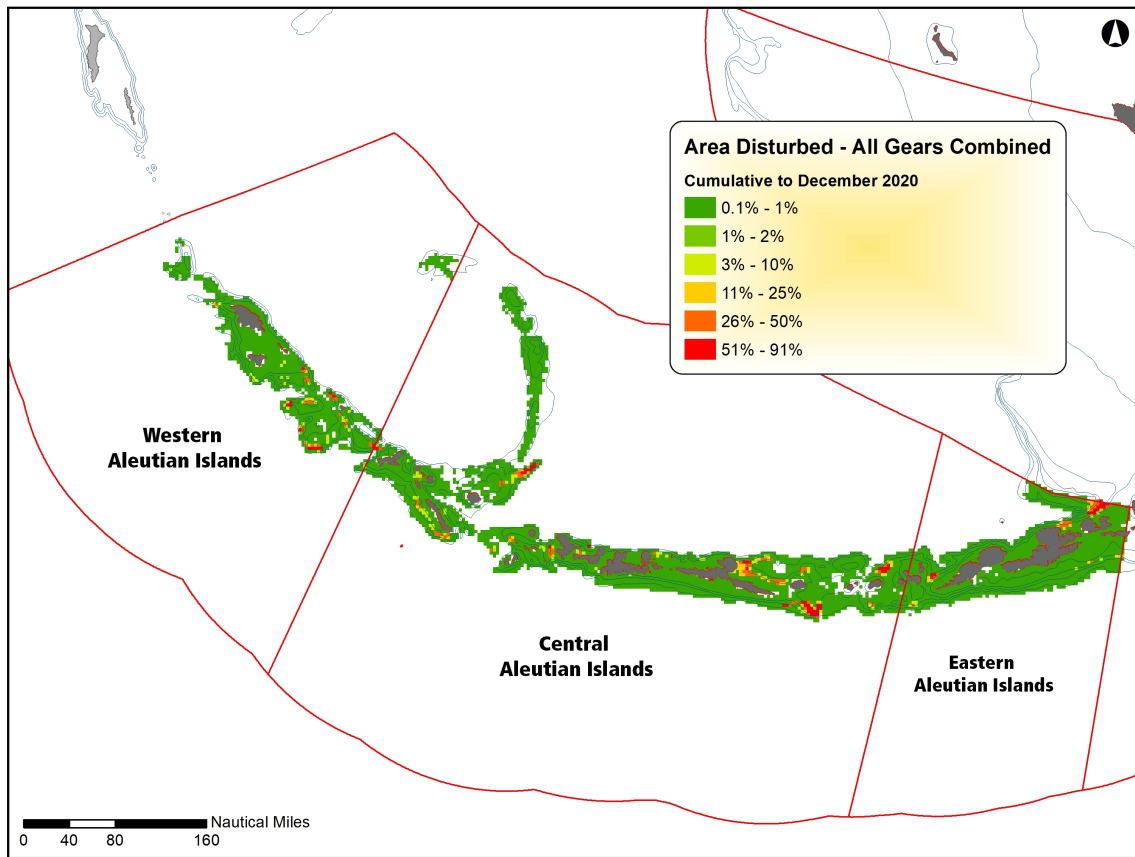 Area Disturbed - All Gears Combined
Cumulative to December 2020
0.1% - 1%
1% - 2%
3% - 10%
11% - 25%
26% - 50%
51% - 91%
Western
Aleutian Islands
Central
Aleutian Islands
Eastern
Aleutian Islands
Nautical Miles
0 40 80 160